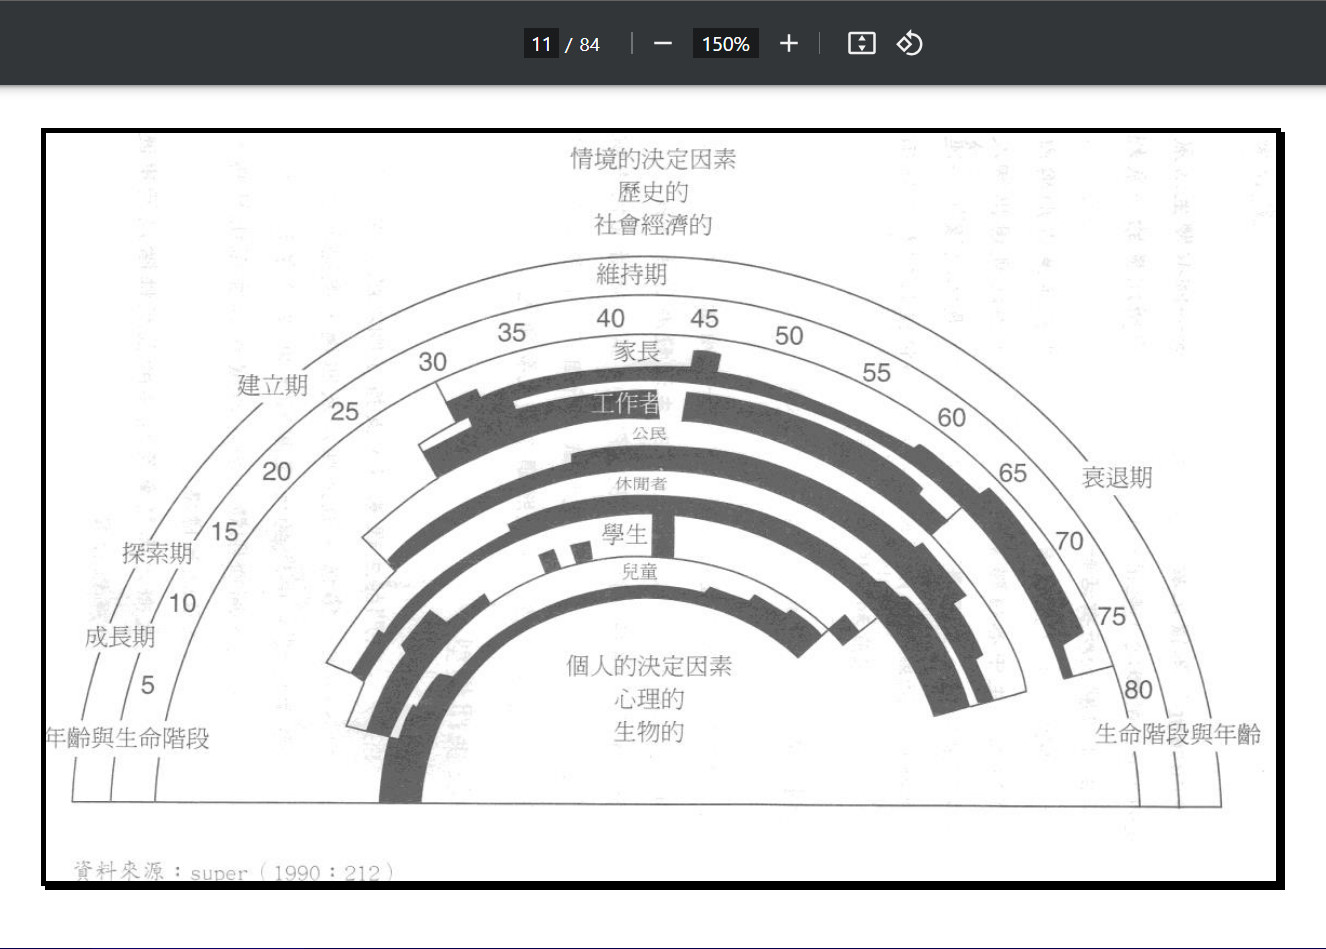 11 / 84
150%
情境的決定因素
歷史的
社會經濟的
維持期
建立期
衰退期
探索期
成長期
5
10
15
20
25
30
35
40
45
50
55
60
65
70
75
80
家長
工作者
公民
休閒者
學生
兒童
個人的決定因素
心理的
生物的
年齡與生命階段
生命階段與年齡
資料來源：super（1990：212）